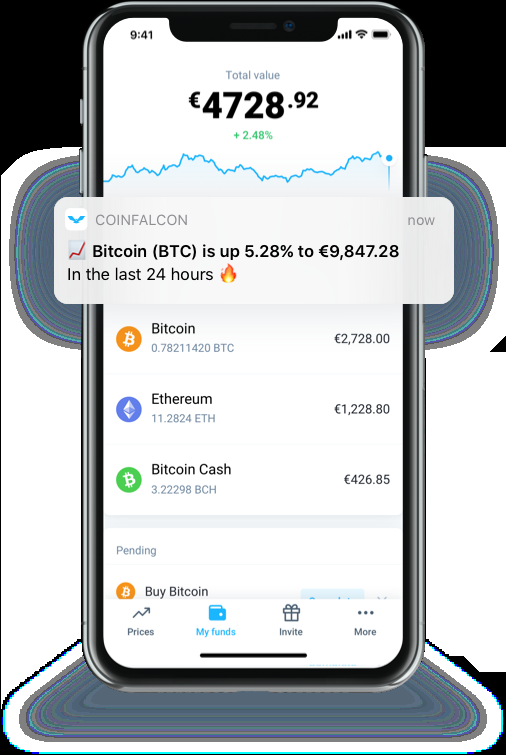 9:41
Total value
€4728.92
+ 2.48%
COINFALCON
now
Bitcoin (BTC) is up 5.28% to €9,847.28
In the last 24 hours
Bitcoin
0.78211420 BTC
€2,728.00
Ethereum
11.2824 ETH
€1,228.80
Bitcoin Cash
3.22298 BCH
€426.85
Pending
Buy Bitcoin
Prices
My funds
Invite
More